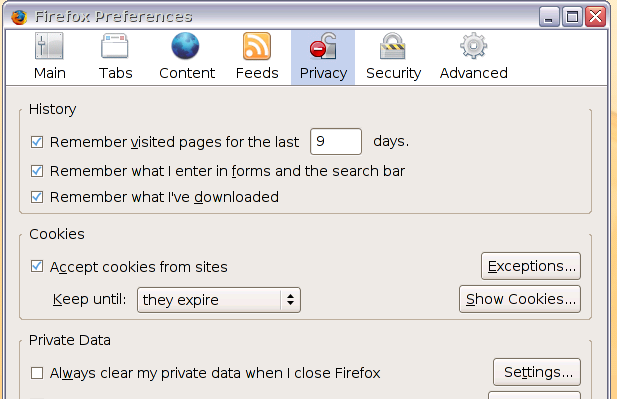 Firefox Preferences
Main Tabs Content Feeds Privacy Security Advanced
History
Remember visited pages for the last 9 days.
Remember what I enter in forms and the search bar
Remember what I've downloaded
Cookies
Accept cookies from sites Exceptions...
Keep until: they expire Show Cookies...
Private Data
Always clear my private data when I close Firefox Settings...